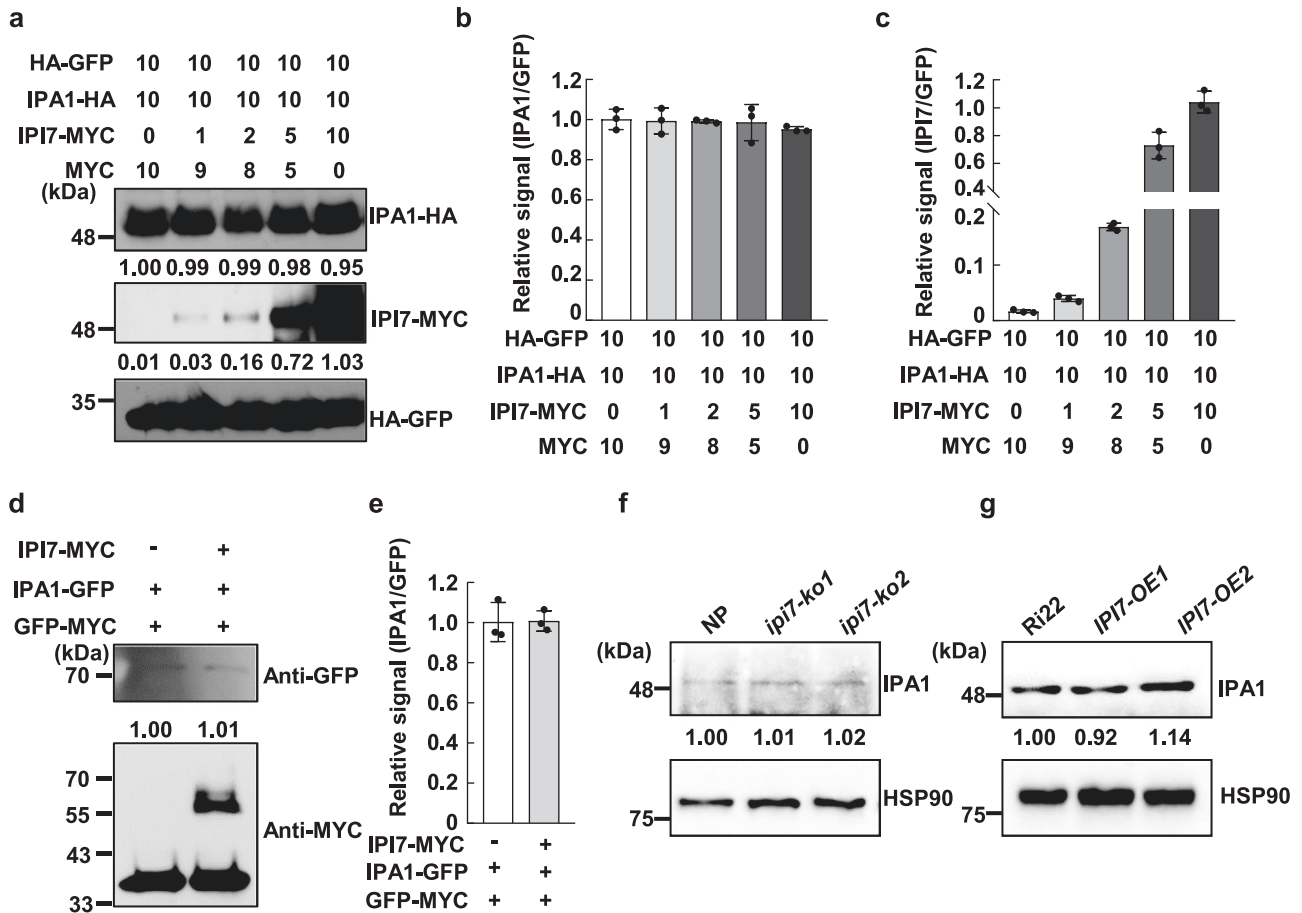 a
HA-GFP 10 10 10 10 10
IPA1-HA 10 10 10 10 10
IPI7-MYC 0 1 2 5 10
MYC 10 9 8 5 0
(kDa)
48 IPA1-HA
1.00 0.99 0.99 0.98 0.95
48 IPI7-MYC
0.01 0.03 0.16 0.72 1.03
35 HA-GFP
b
Relative signal (IPA1/GFP)
1.2
1.0
0.8
0.6
0.4
0.2
0
HA-GFP 10 10 10 10 10
IPA1-HA 10 10 10 10 10
IPI7-MYC 0 1 2 5 10
MYC 10 9 8 5 0
c
Relative signal (IPI7/GFP)
1.2
1.0
0.8
0.6
0.4
0.2
0.1
0
HA-GFP 10 10 10 10 10
IPA1-HA 10 10 10 10 10
IPI7-MYC 0 1 2 5 10
MYC 10 9 8 5 0
d
IPI7-MYC - +
IPA1-GFP + +
GFP-MYC + +
(kDa)
70 Anti-GFP
1.00 1.01
70
55
Anti-MYC
43
33
e
Relative signal (IPA1/GFP)
1.2
1.0
0.8
0.6
0.4
0.2
0
IPI7-MYC - +
IPA1-GFP + +
GFP-MYC + +
f
NP ipi7-ko1 ipi7-ko2
(kDa)
48 IPA1
1.00 1.01 1.02
75 HSP90
g
Ri22 IPI7-OE1 IPI7-OE2
(kDa)
48 IPA1
1.00 0.92 1.14
75 HSP90